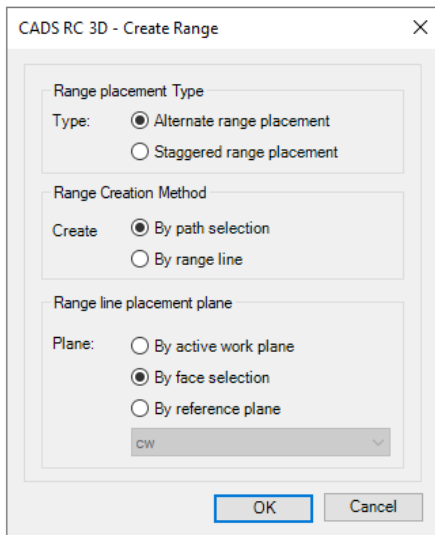 CADS RC 3D - Create Range
Range placement Type
Type: Alternate range placement
Staggered range placement
Range Creation Method
Create By path selection
By range line
Range line placement plane
Plane: By active work plane
By face selection
By reference plane
cw
OK Cancel